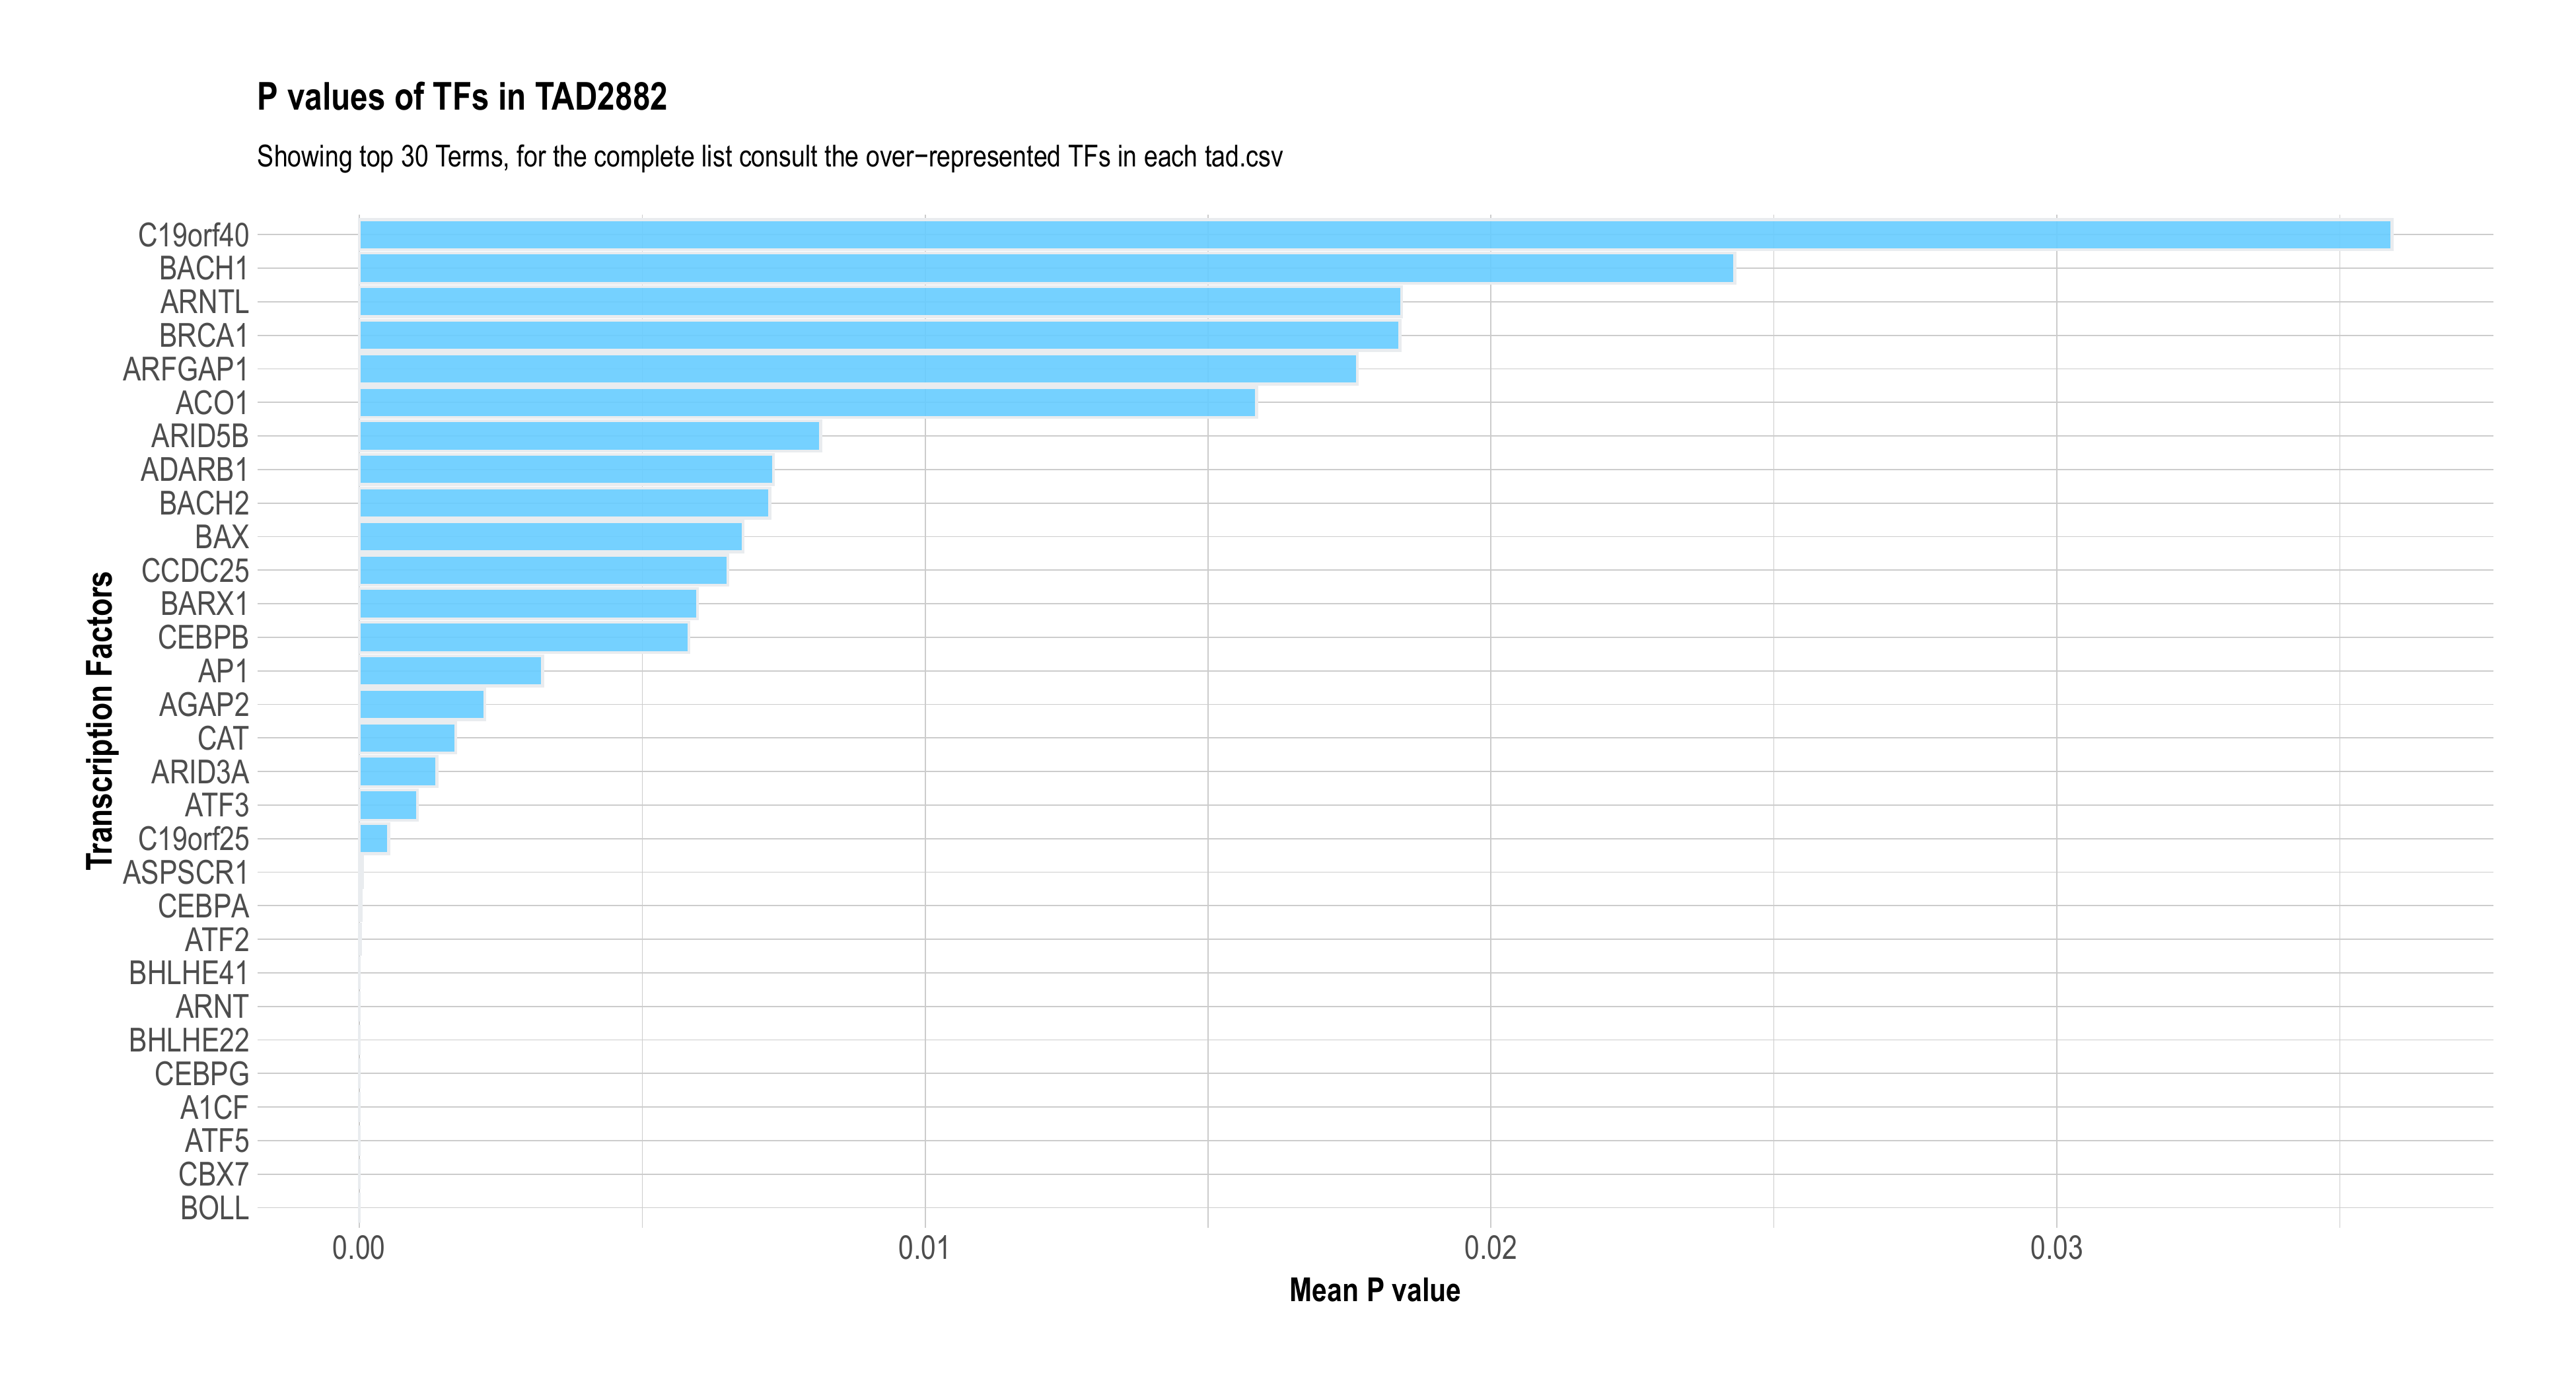 P values of TFs in TAD2882
Showing top 30 Terms, for the complete list consult the over−represented TFs in each tad.csv
Transcription Factors
C19orf40
BACH1
ARNTL
BRCA1
ARFGAP1
ACO1
ARID5B
ADARB1
BACH2
BAX
CCDC25
BARX1
CEBPB
AP1
AGAP2
CAT
ARID3A
ATF3
C19orf25
ASPSCR1
CEBPA
ATF2
BHLHE41
ARNT
BHLHE22
CEBPG
A1CF
ATF5
CBX7
BOLL
0.00 0.01 0.02 0.03
Mean P value